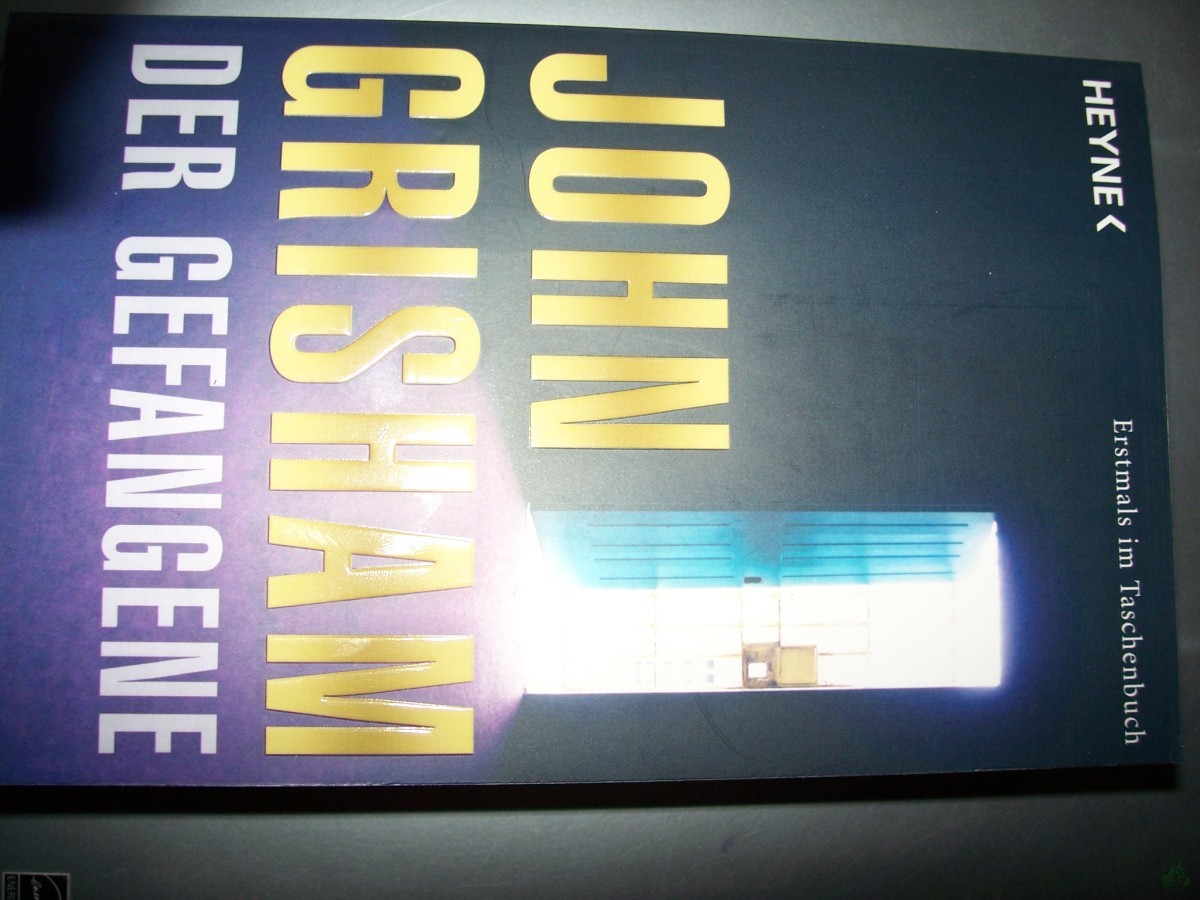 HEYNE <
Erstmals im Taschenbuch
JOHN
GRISHAM
DER GEFANGENE